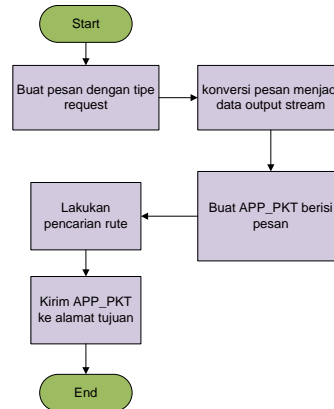 Start
Buat pesan dengan tipe
request
konversi pesan menjadi
data output stream
Buat APP_PKT berisi
pesan
Lakukan
pencarian rute
Kirim APP_PKT
ke alamat tujuan
End